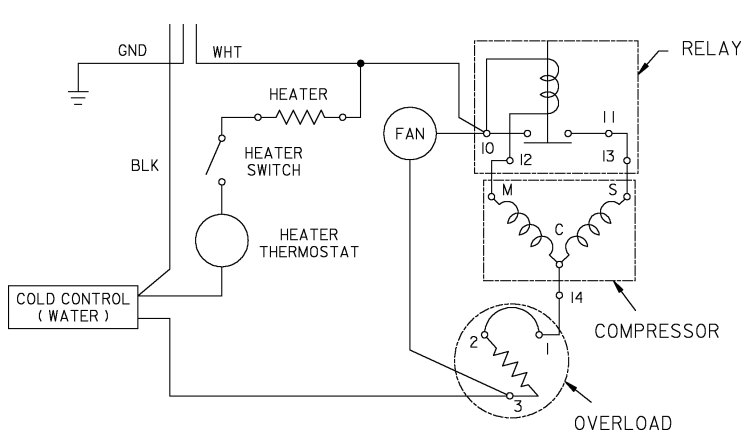 GND
WHT
RELAY
HEATER
FAN
10
11
12
13
BLK
HEATER
SWITCH
M
S
C
HEATER
THERMOSTAT
COLD CONTROL
( WATER )
14
COMPRESSOR
2
1
3
OVERLOAD